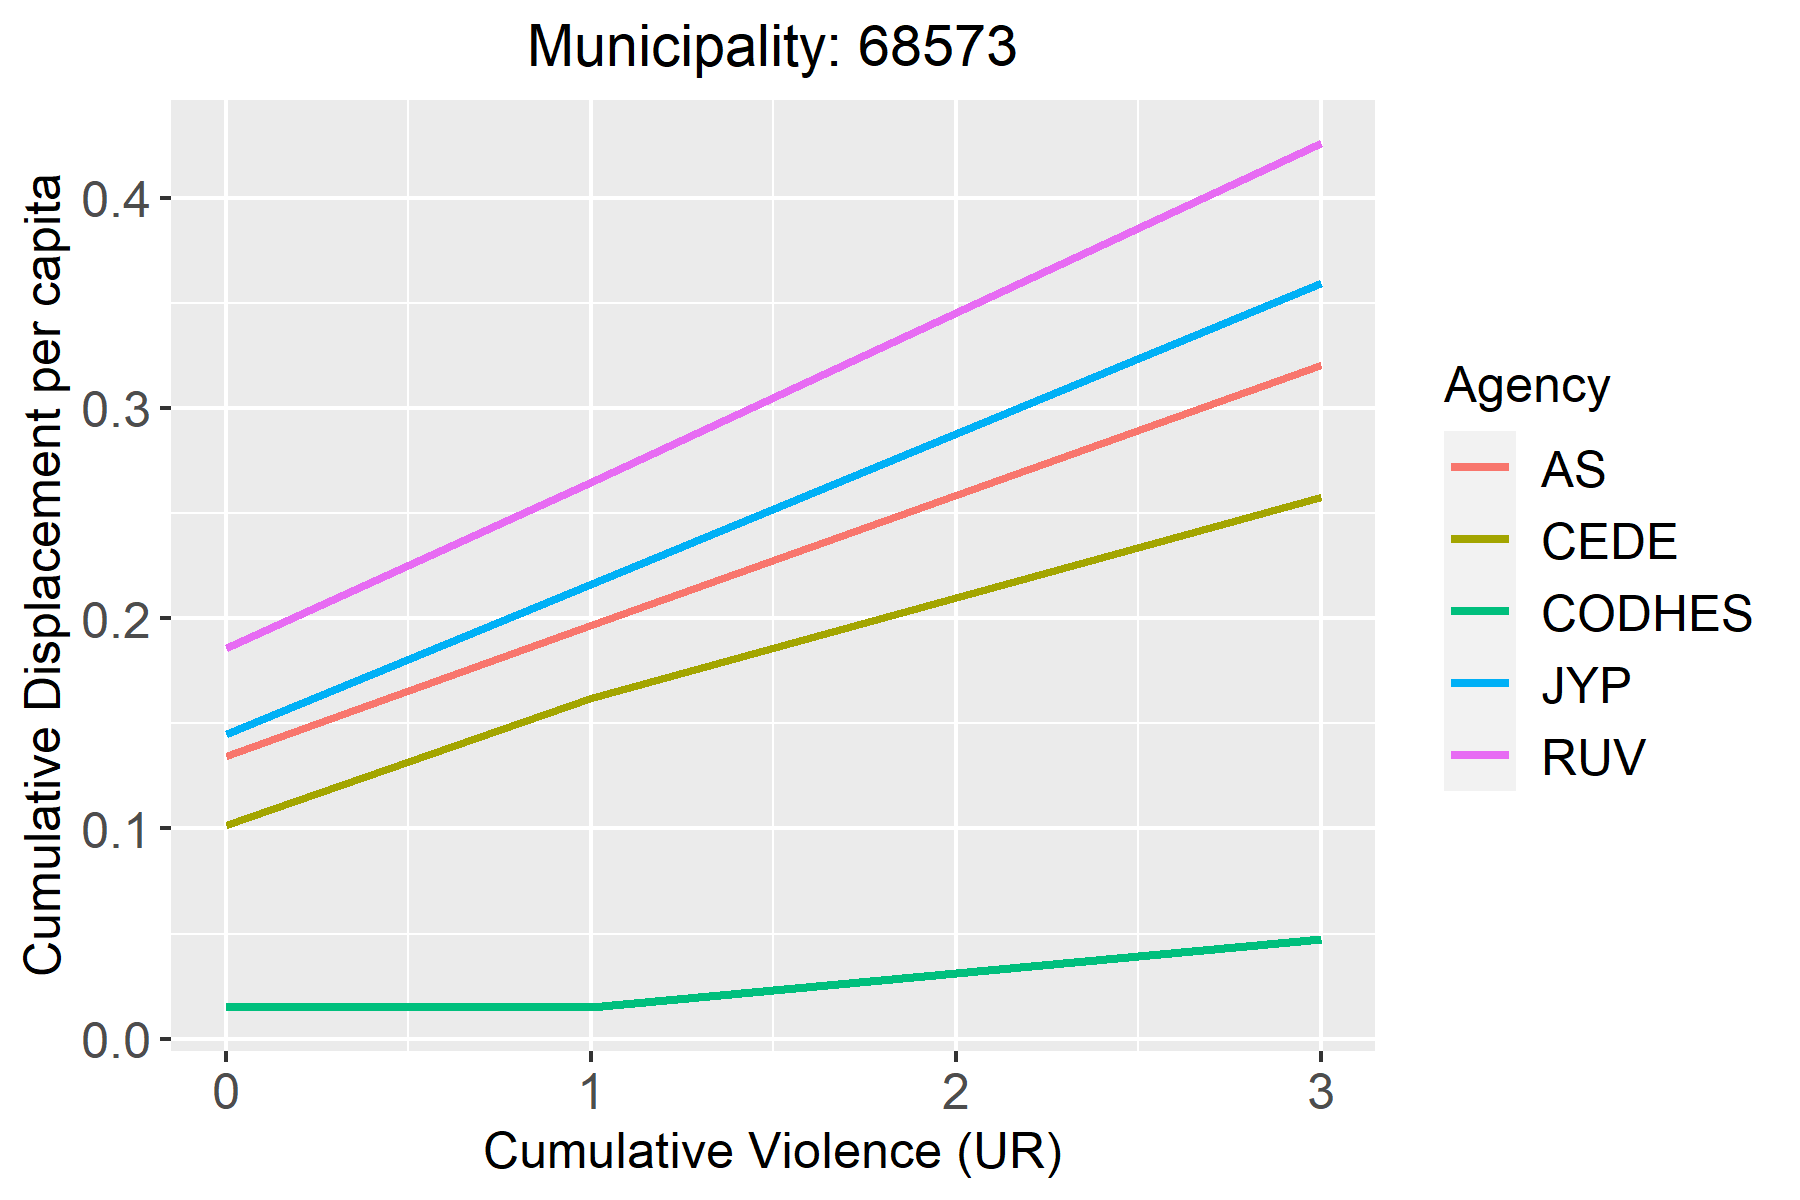 Municipality: 68573
Cumulative Displacement per capita
0.4
0.3
0.2
0.1
0.0
0
1
2
3
Cumulative Violence (UR)
Agency
AS
CEDE
CODHES
JYP
RUV